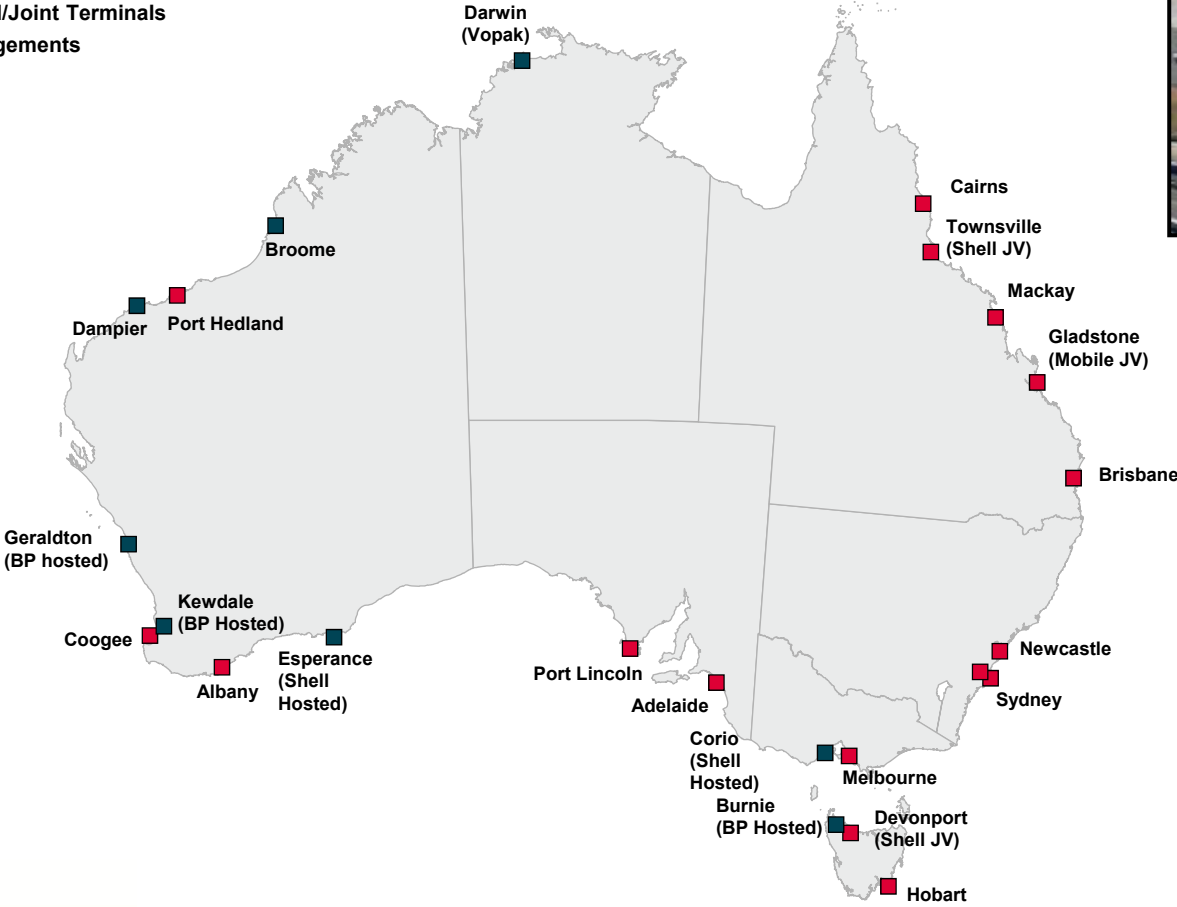 l/Joint Terminals
gements
Darwin
(Vopak)
Cairns
Townsville
(Shell JV)
Broome
Mackay
Dampier
Port Hedland
Gladstone
(Mobile JV)
Brisbane
Geraldton
(BP hosted)
Kewdale
(BP Hosted)
Coogee
Esperance
(Shell
Hosted)
Albany
Port Lincoln
Newcastle
Adelaide
Sydney
Corio
(Shell
Hosted)
Melbourne
Burnie
(BP Hosted)
Devonport
(Shell JV)
Hobart